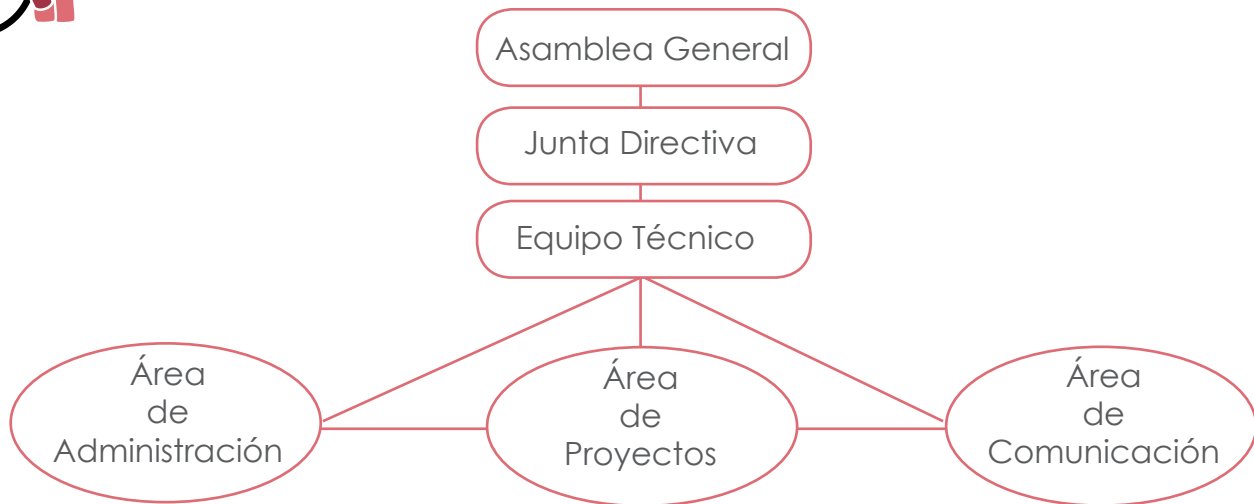 Asamblea General
Junta Directiva
Equipo Técnico
Área
de
Administración
Área
de
Proyectos
Área
de
Comunicación